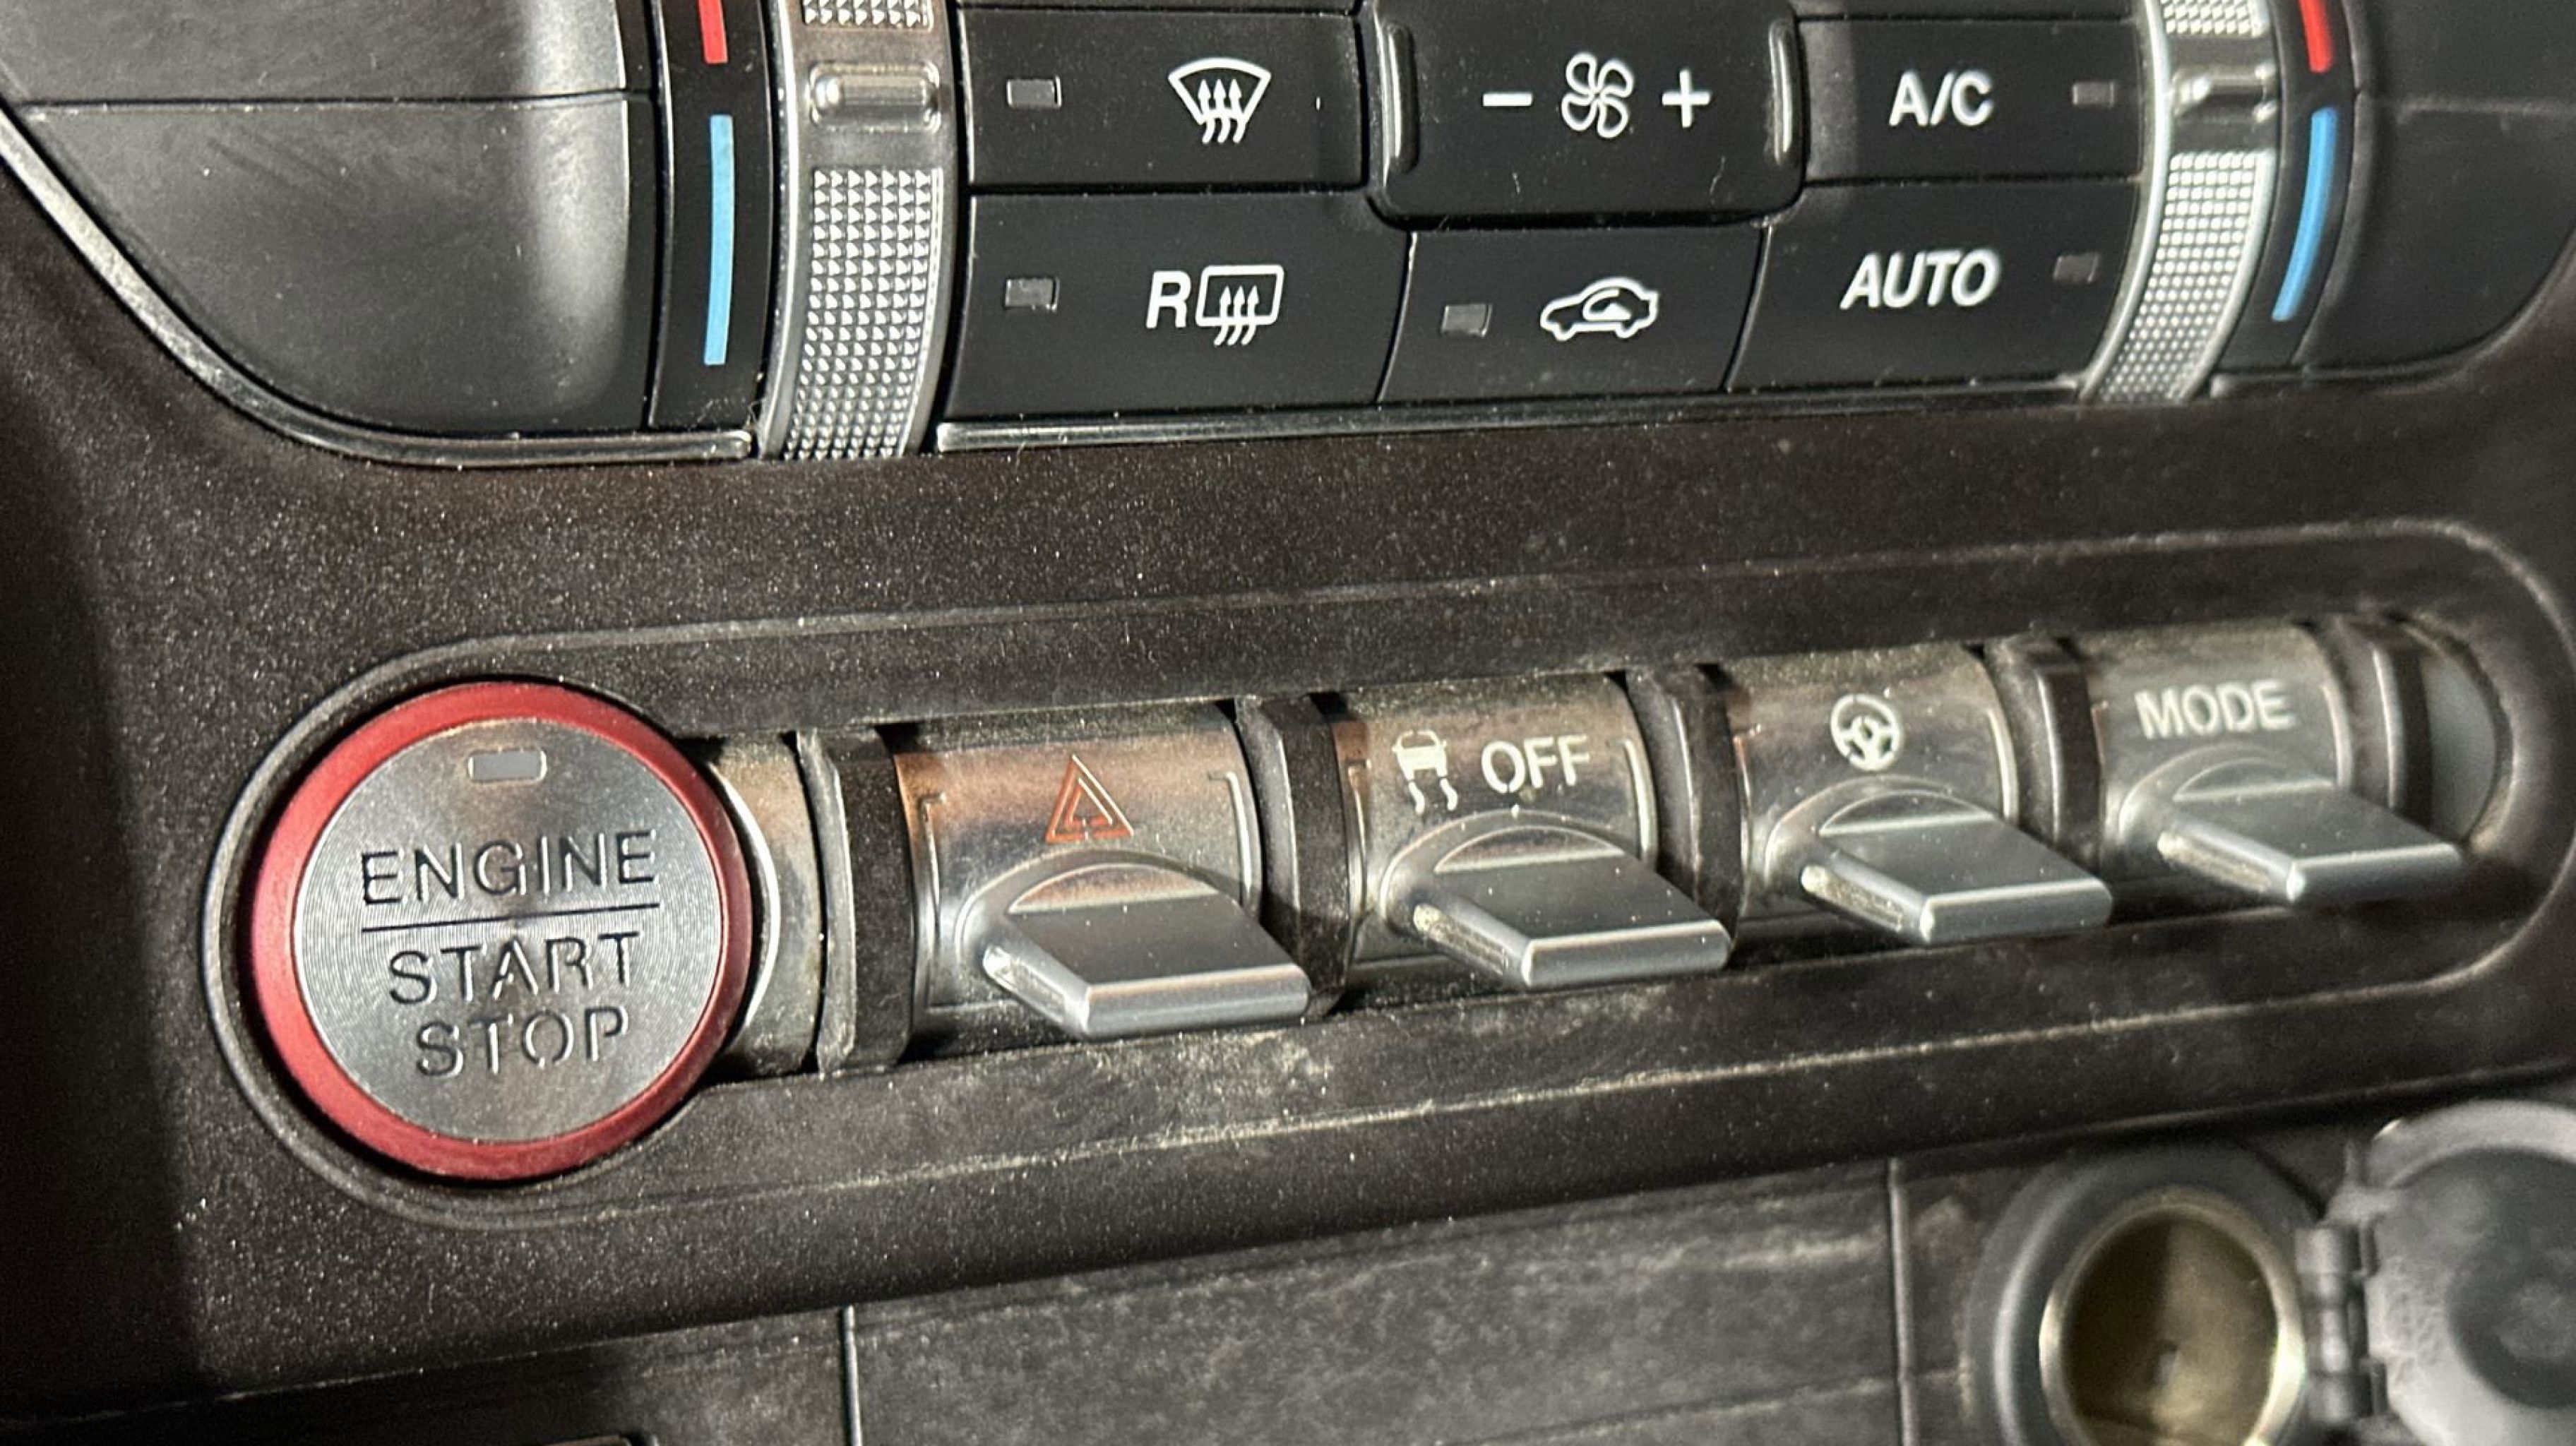 - +
A/C
R
AUTO
MODE
OFF
ENGINE
START
STOP